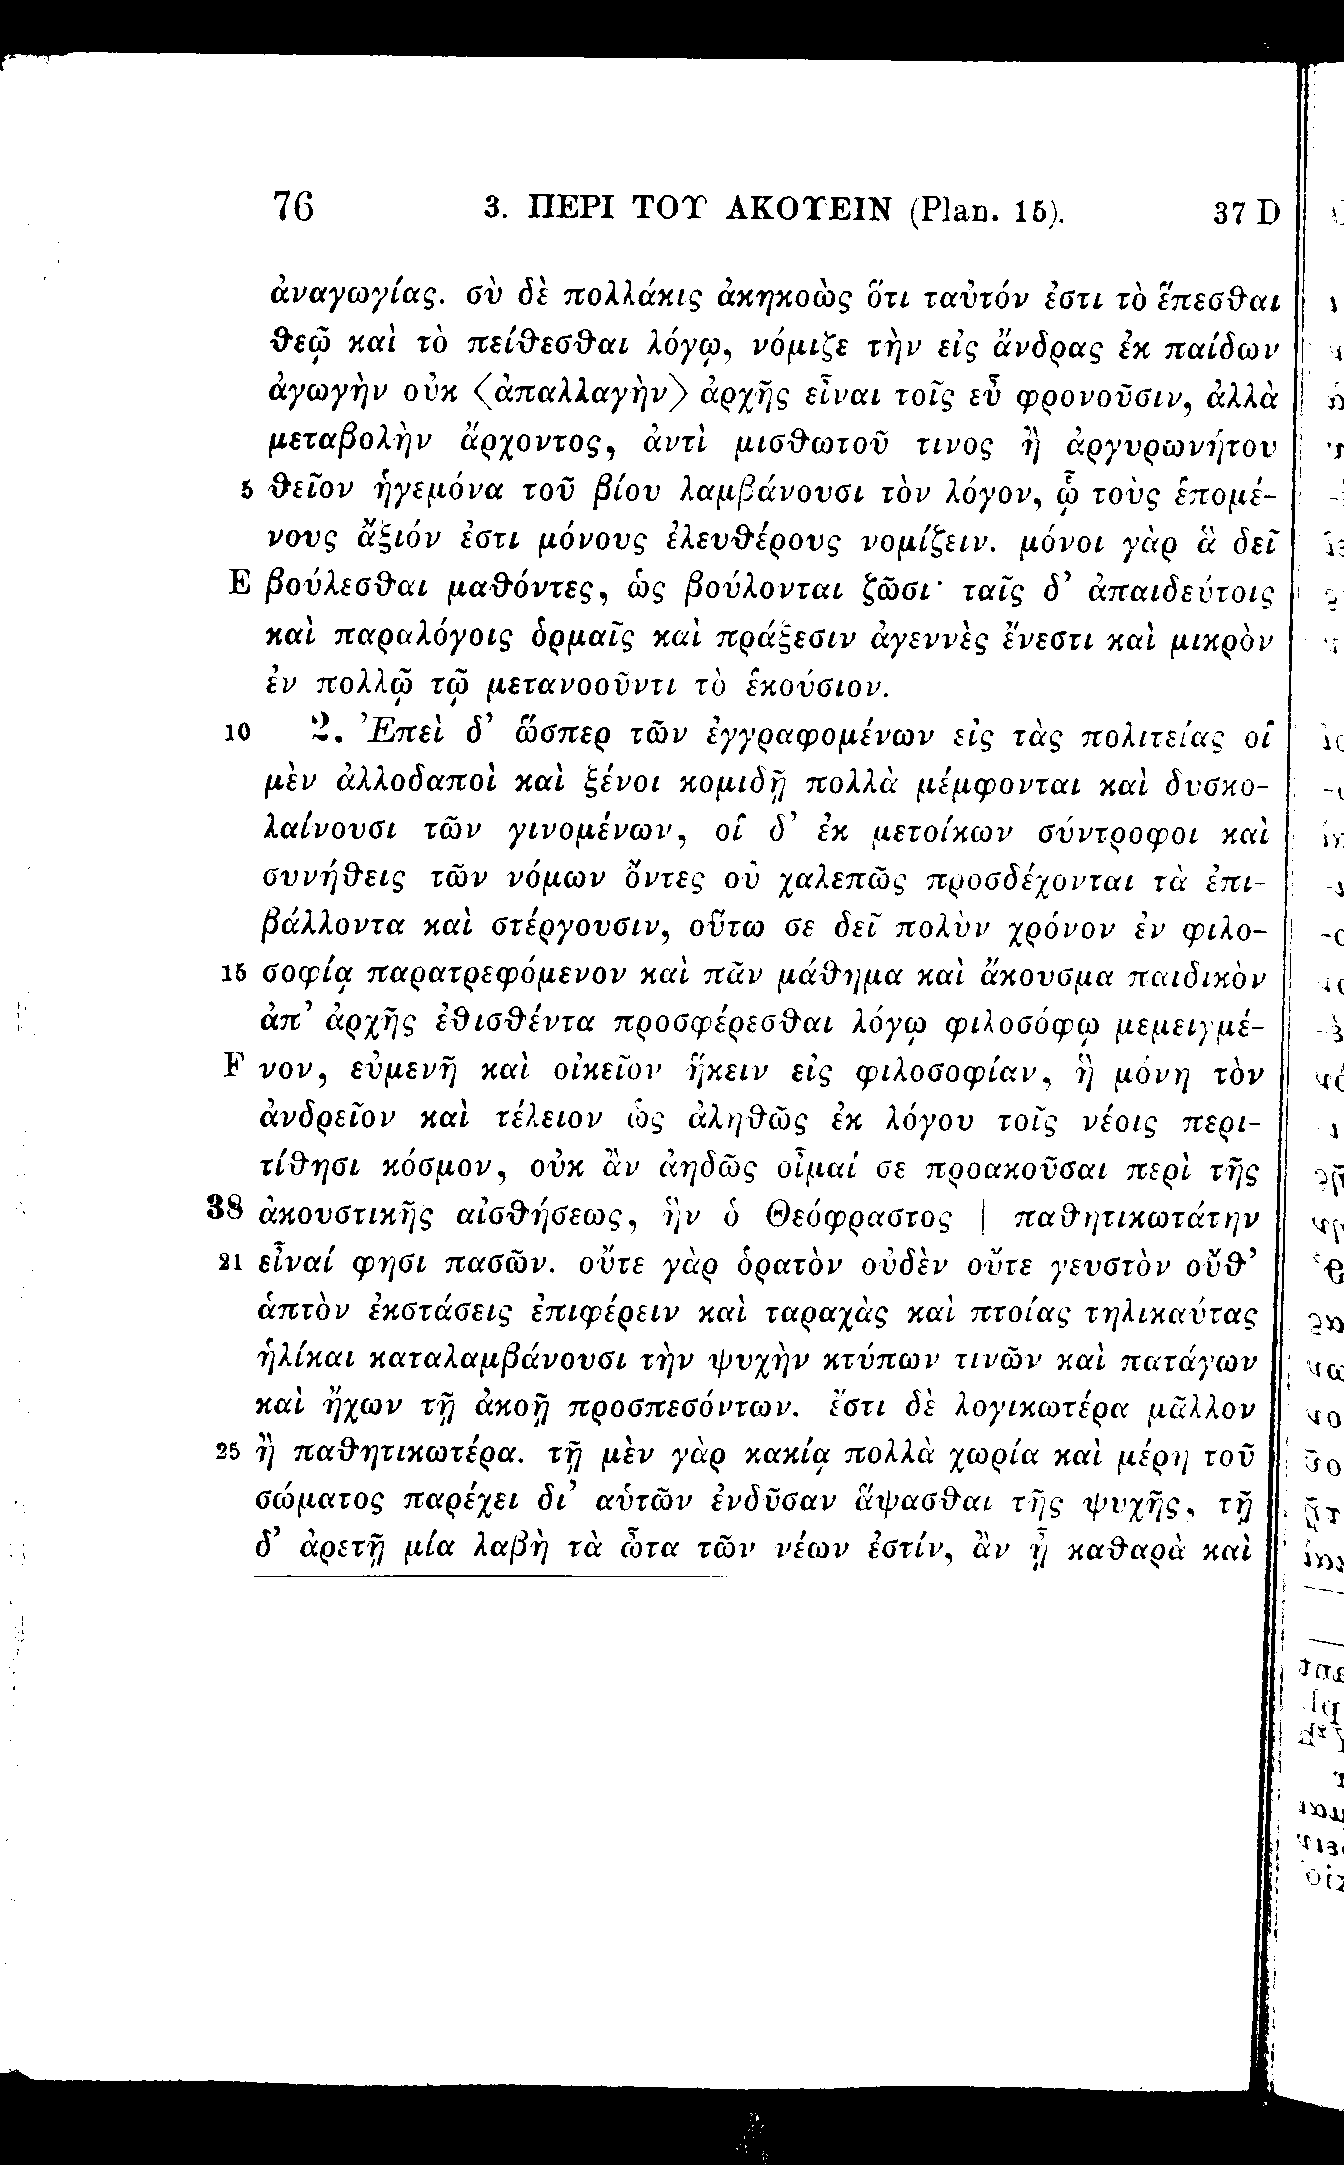 76 3. ΠΕΡΙ ΤΟΥ ΑΚΟΥΕΙΝ (Plan. 15). 37 D
ἀναγωγίας. σὺ δὲ πολλάκις ἀκηκοὼς ὅτι ταὐτόν ἐστι τὸ ἕπεσθαι
θεῷ καὶ τὸ πείθεσθαι λόγῳ, νόμιζε τὴν εἰς ἄνδρας ἐκ παίδων
ἀγωγὴν οὐκ ⟨ἀπαλλαγὴν⟩ ἀρχῆς εἶναι τοῖς εὖ φρονοῦσιν, ἀλλὰ
μεταβολὴν ἄρχοντος, ἀντὶ μισθωτοῦ τινος ἢ ἀργυρωνήτου
5 θεῖον ἡγεμόνα τοῦ βίου λαμβάνουσι τὸν λόγον, ᾧ τοὺς ἑπομέ-
νους ἄξιόν ἐστι μόνους ἐλευθέρους νομίζειν. μόνοι γὰρ ἃ δεῖ
E βούλεσθαι μαθόντες, ὡς βούλονται ζῶσι· ταῖς δ’ ἀπαιδεύτοις
καὶ παραλόγοις ὁρμαῖς καὶ πράξεσιν ἀγεννὲς ἔνεστι καὶ μικρὸν
ἐν πολλῷ τῷ μετανοοῦντι τὸ ἑκούσιον.
10 2. Ἐπεὶ δ’ ὥσπερ τῶν ἐγγραφομένων εἰς τὰς πολιτείας οἱ
μὲν ἀλλοδαποὶ καὶ ξένοι κομιδῇ πολλὰ μέμφονται καὶ δυσκο-
λαίνουσι τῶν γινομένων, οἱ δ’ ἐκ μετοίκων σύντροφοι καὶ
συνήθεις τῶν νόμων ὄντες οὐ χαλεπῶς προσδέχονται τὰ ἐπι-
βάλλοντα καὶ στέργουσιν, οὕτω σε δεῖ πολὺν χρόνον ἐν φιλο-
15 σοφίᾳ παρατρεφόμενον καὶ πᾶν μάθημα καὶ ἄκουσμα παιδικὸν
ἀπ’ ἀρχῆς ἐθισθέντα προσφέρεσθαι λόγῳ φιλοσόφῳ μεμειγμέ-
F νον, εὐμενῆ καὶ οἰκεῖον ἥκειν εἰς φιλοσοφίαν, ἣ μόνη τὸν
ἀνδρεῖον καὶ τέλειον ὡς ἀληθῶς ἐκ λόγου τοῖς νέοις περι-
τίθησι κόσμον, οὐκ ἂν ἀηδῶς οἶμαί σε προακοῦσαι περὶ τῆς
38 ἀκουστικῆς αἰσθήσεως, ἣν ὁ Θεόφραστος | παθητικωτάτην
21 εἶναί φησι πασῶν. οὔτε γὰρ ὁρατὸν οὐδὲν οὔτε γευστὸν οὔθ’
ἁπτὸν ἐκστάσεις ἐπιφέρειν καὶ ταραχὰς καὶ πτοίας τηλικαύτας
ἡλίκαι καταλαμβάνουσι τὴν ψυχὴν κτύπων τινῶν καὶ πατάγων
καὶ ἤχων τῇ ἀκοῇ προσπεσόντων. ἔστι δὲ λογικωτέρα μᾶλλον
25 ἢ παθητικωτέρα. τῇ μὲν γὰρ κακίᾳ πολλὰ χωρία καὶ μέρη τοῦ
σώματος παρέχει δι’ αὑτῶν ἐνδῦσαν ἅψασθαι τῆς ψυχῆς, τῇ
δ’ ἀρετῇ μία λαβὴ τὰ ὦτα τῶν νέων ἐστίν, ἂν ᾖ καθαρὰ καὶ